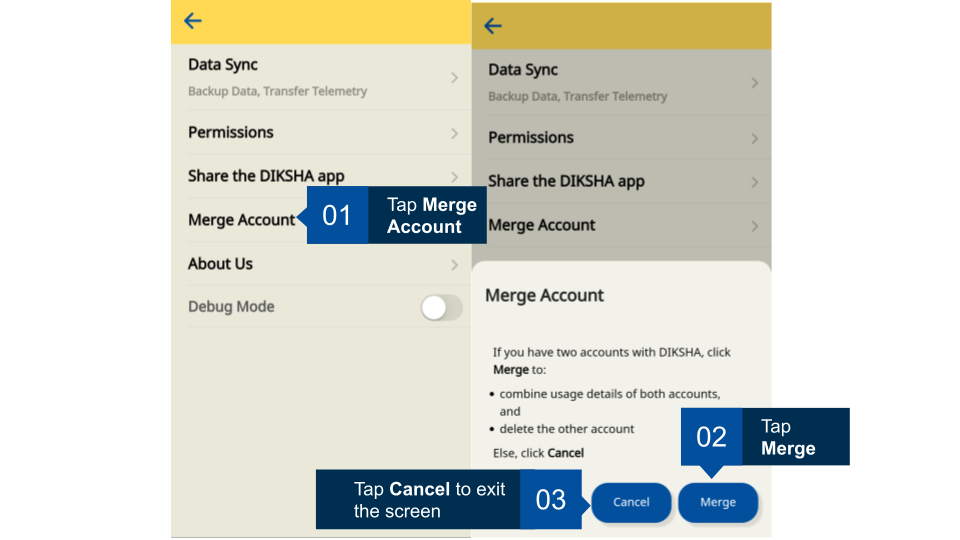 Data Sync
Backup Data, Transfer Telemetry
Permissions
Share the DIKSHA app
Merge Account
01
Tap Merge
Account
About Us
Debug Mode
Data Sync
Backup Data, Transfer Telemetry
Permissions
Share the DIKSHA app
Merge Account
Merge Account
If you have two accounts with DIKSHA, click
Merge to:
• combine usage details of both accounts,
and
• delete the other account
Else, click Cancel
02
Tap
Merge
Tap Cancel to exit
the screen
03
Cancel
Merge